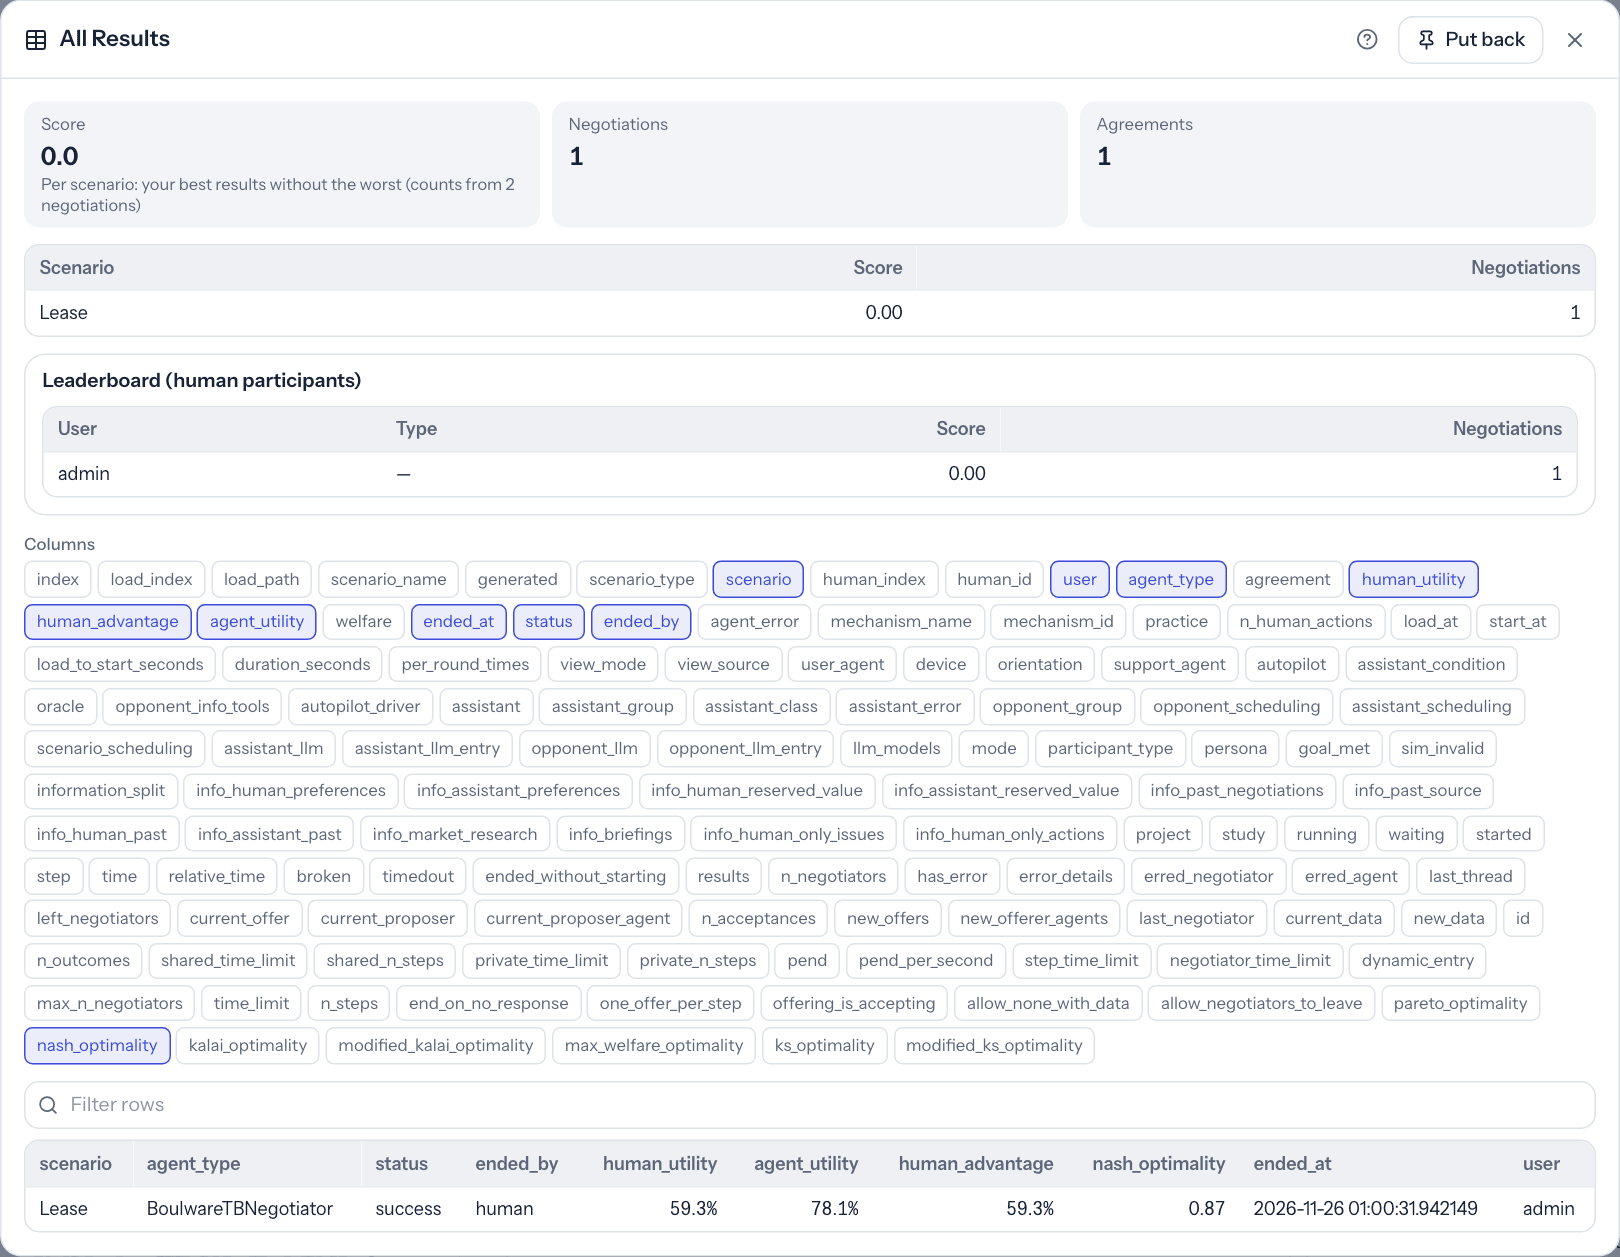 All Results
Put back
Score
0.0
Per scenario: your best results without the worst (counts from 2
negotiations)
Negotiations
1
Agreements
1
Scenario Score Negotiations
Lease 0.00 1
Leaderboard (human participants)
User Type Score Negotiations
admin — 0.00 1
Columns
index load_index load_path scenario_name generated scenario_type scenario human_index human_id user agent_type agreement human_utility
human_advantage agent_utility welfare ended_at status ended_by agent_error mechanism_name mechanism_id practice n_human_actions load_at start_at
load_to_start_seconds duration_seconds per_round_times view_mode view_source user_agent device orientation support_agent autopilot assistant_condition
oracle opponent_info_tools autopilot_driver assistant assistant_group assistant_class assistant_error opponent_group opponent_scheduling assistant_scheduling
scenario_scheduling assistant_llm assistant_llm_entry opponent_llm opponent_llm_entry llm_models mode participant_type persona goal_met sim_invalid
information_split info_human_preferences info_assistant_preferences info_human_reserved_value info_assistant_reserved_value info_past_negotiations info_past_source
info_human_past info_assistant_past info_market_research info_briefings info_human_only_issues info_human_only_actions project study running waiting started
step time relative_time broken timedout ended_without_starting results n_negotiators has_error error_details erred_negotiator erred_agent last_thread
left_negotiators current_offer current_proposer current_proposer_agent n_acceptances new_offers new_offerer_agents last_negotiator current_data new_data id
n_outcomes shared_time_limit shared_n_steps private_time_limit private_n_steps pend pend_per_second step_time_limit negotiator_time_limit dynamic_entry
max_n_negotiators time_limit n_steps end_on_no_response one_offer_per_step offering_is_accepting allow_none_with_data allow_negotiators_to_leave pareto_optimality
nash_optimality kalai_optimality modified_kalai_optimality max_welfare_optimality ks_optimality modified_ks_optimality
Filter rows
scenario agent_type status ended_by human_utility agent_utility human_advantage nash_optimality ended_at user
Lease BoulwareTBNegotiator success human 59.3% 78.1% 59.3% 0.87 2026-11-26 01:00:31.942149 admin